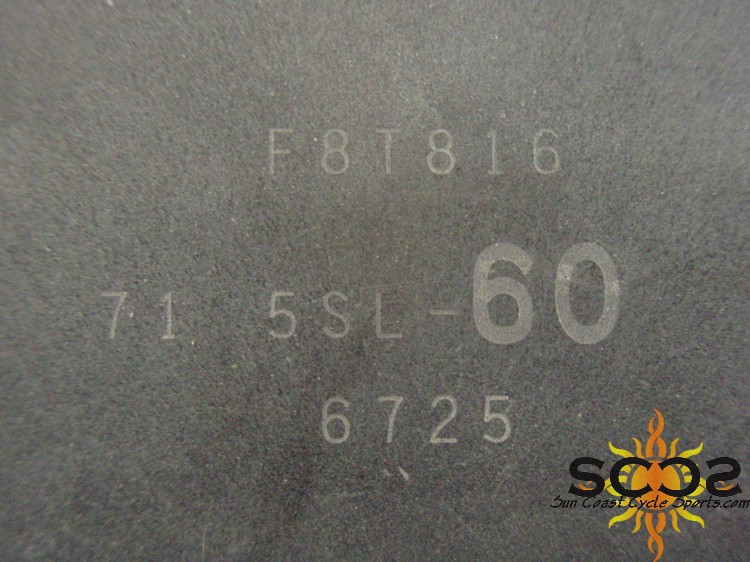 F8T816
71 5SL-60
6725
SCCS
Sun Coast Cycle Sports.com